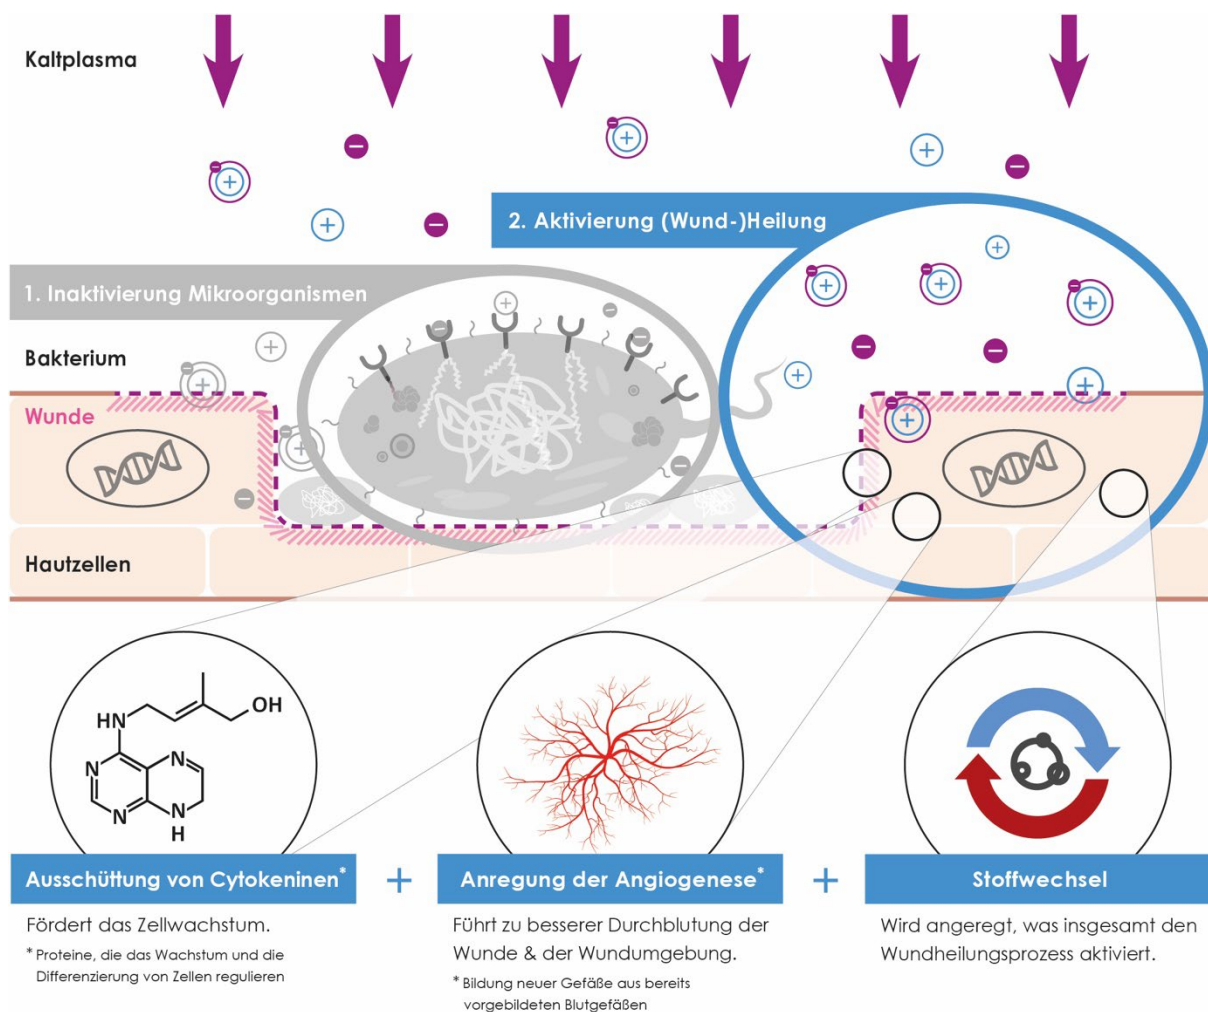 Kaltplasma
2. Aktivierung (Wund-)Heilung
1. Inaktivierung Mikroorganismen
Bakterium
Wunde
Hautzellen
OH
HN
N
N
N
N
N
H
Ausschüttung von Cytokeninen*
+
Anregung der Angiogenese*
+
Stoffwechsel
Fördert das Zellwachstum.
* Proteine, die das Wachstum und die
Differenzierung von Zellen regulieren
Führt zu besserer Durchblutung der
Wunde & der Wundumgebung.
* Bildung neuer Gefäße aus bereits
vorgebildeten Blutgefäßen
Wird angeregt, was insgesamt den
Wundheilungsprozess aktiviert.